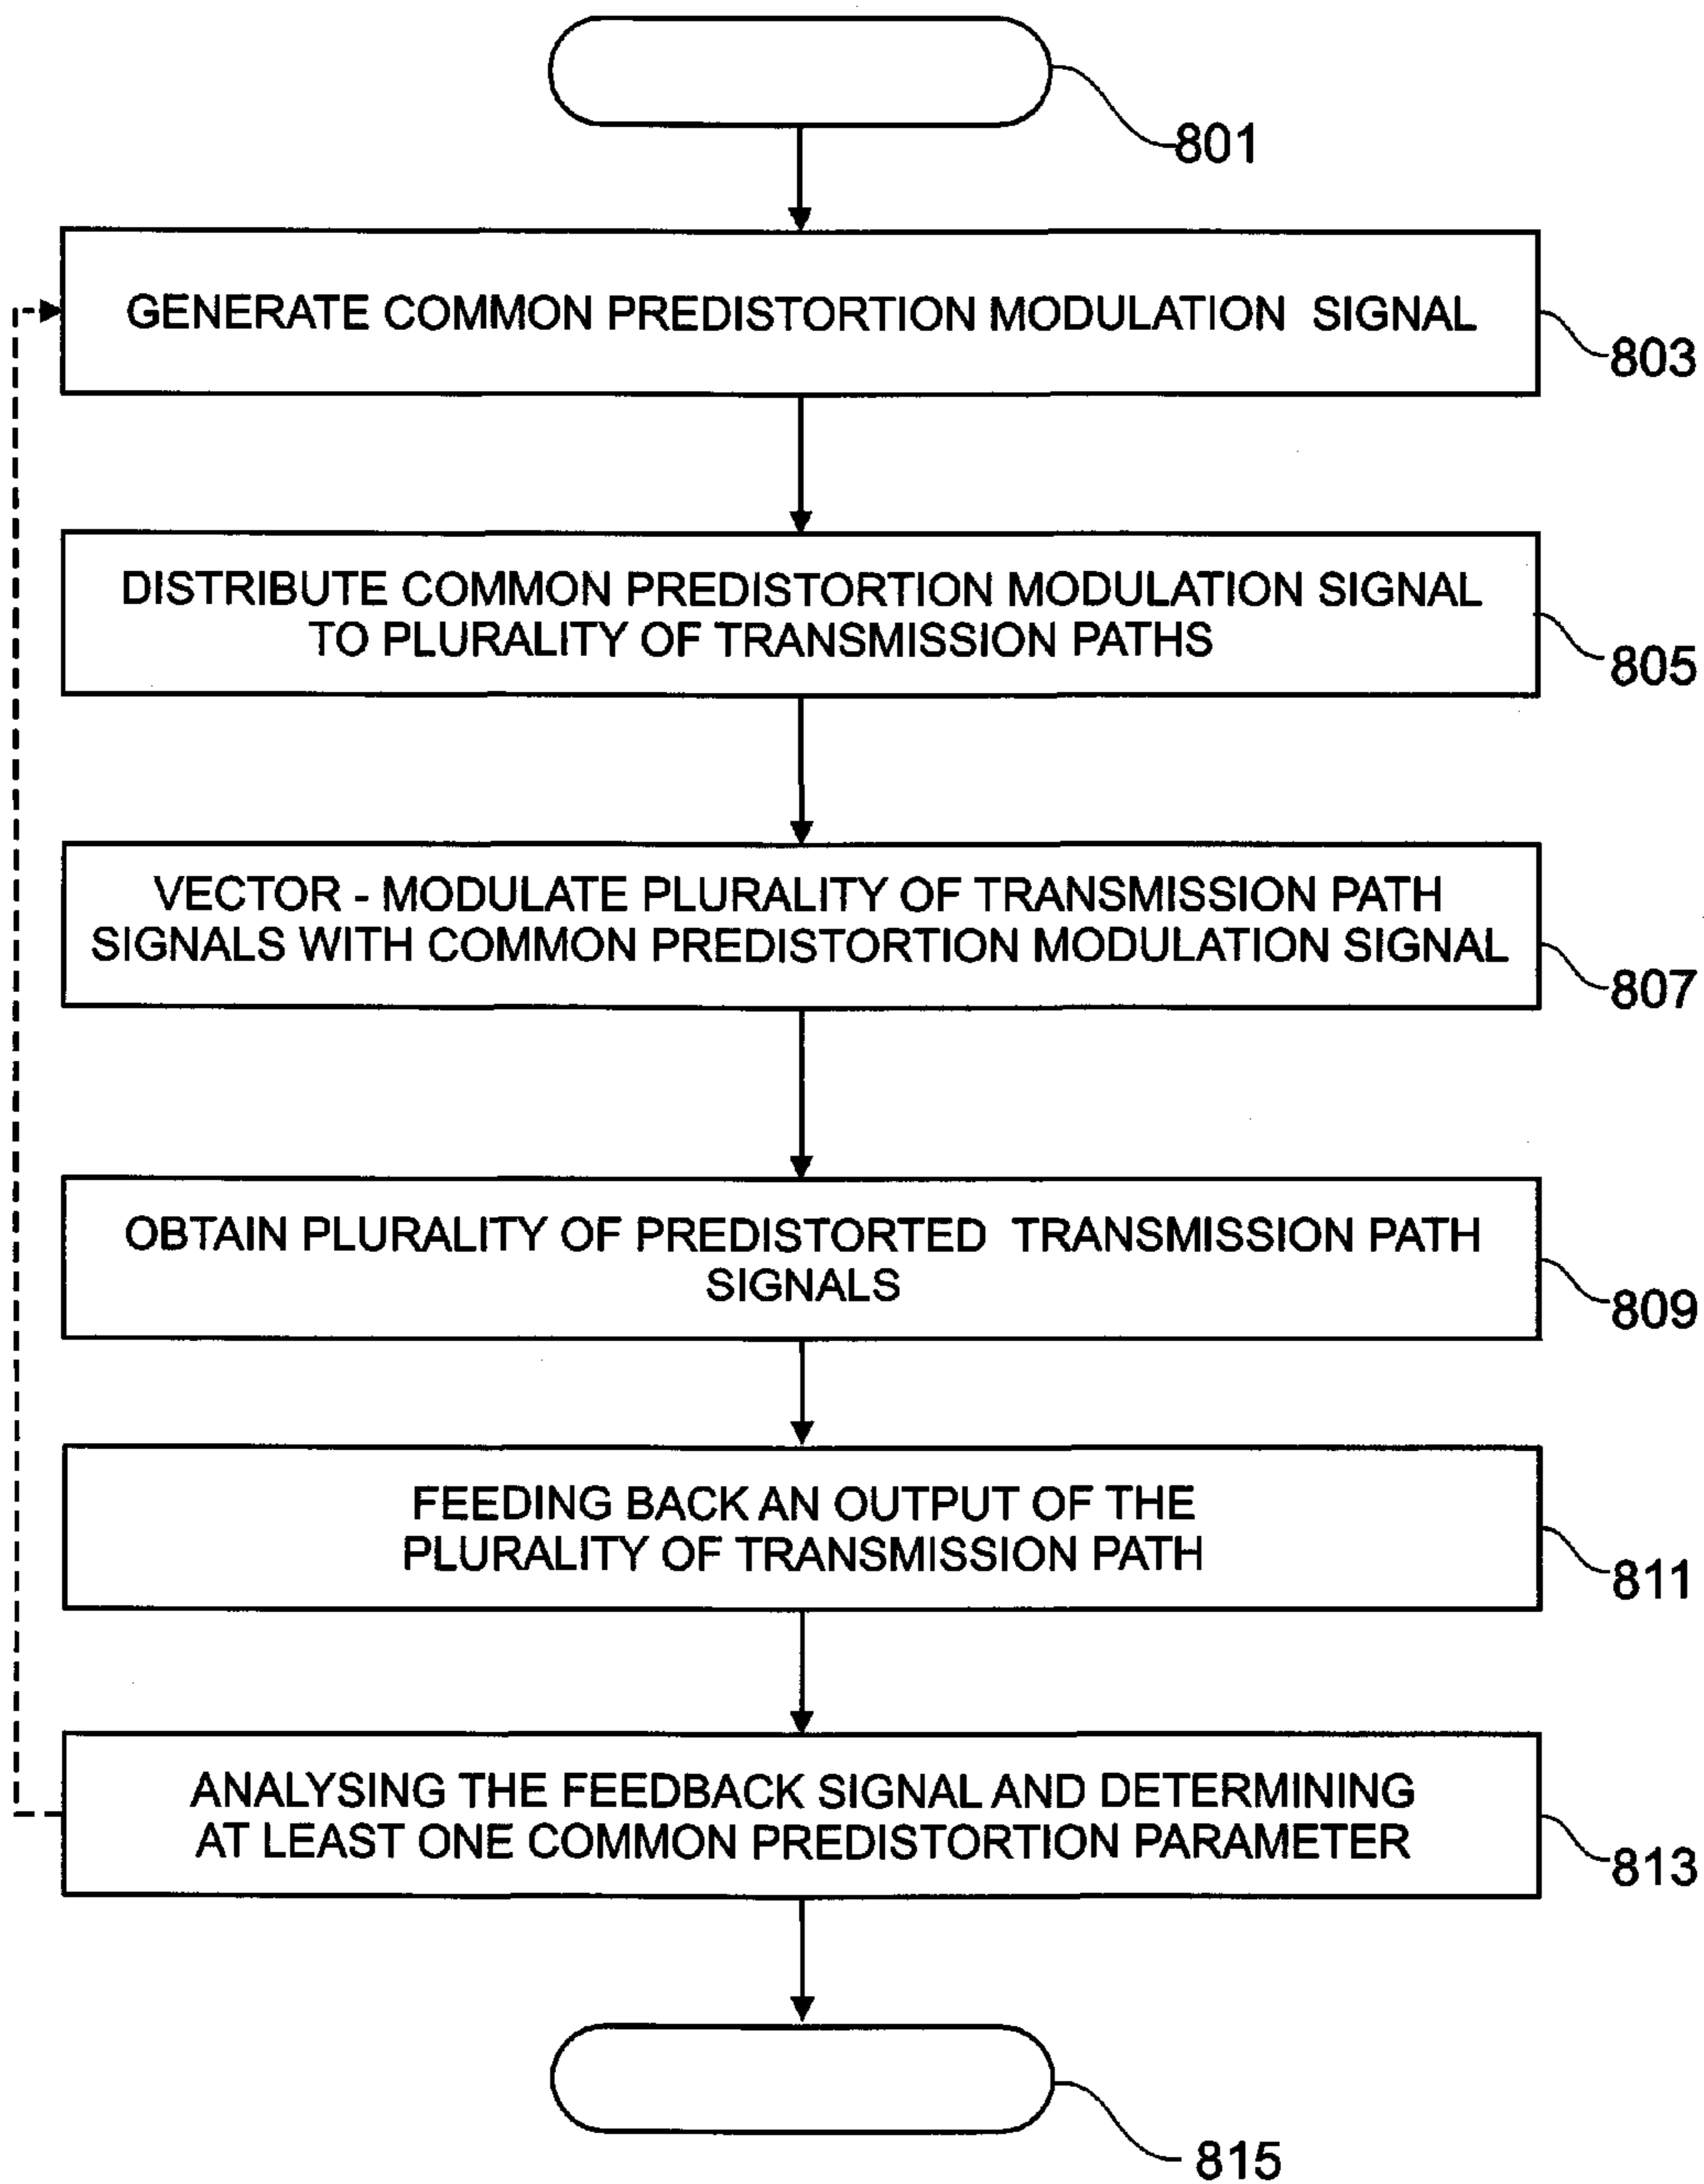 801
GENERATE COMMON PREDISTORTION MODULATION SIGNAL
803
DISTRIBUTE COMMON PREDISTORTION MODULATION SIGNAL
TO PLURALITY OF TRANSMISSION PATHS
805
VECTOR - MODULATE PLURALITY OF TRANSMISSION PATH
SIGNALS WITH COMMON PREDISTORTION MODULATION SIGNAL
807
OBTAIN PLURALITY OF PREDISTORTED TRANSMISSION PATH
SIGNALS
809
FEEDING BACK AN OUTPUT OF THE
PLURALITY OF TRANSMISSION PATH
811
ANALYSING THE FEEDBACK SIGNAL AND DETERMINING
AT LEAST ONE COMMON PREDISTORTION PARAMETER
813
815